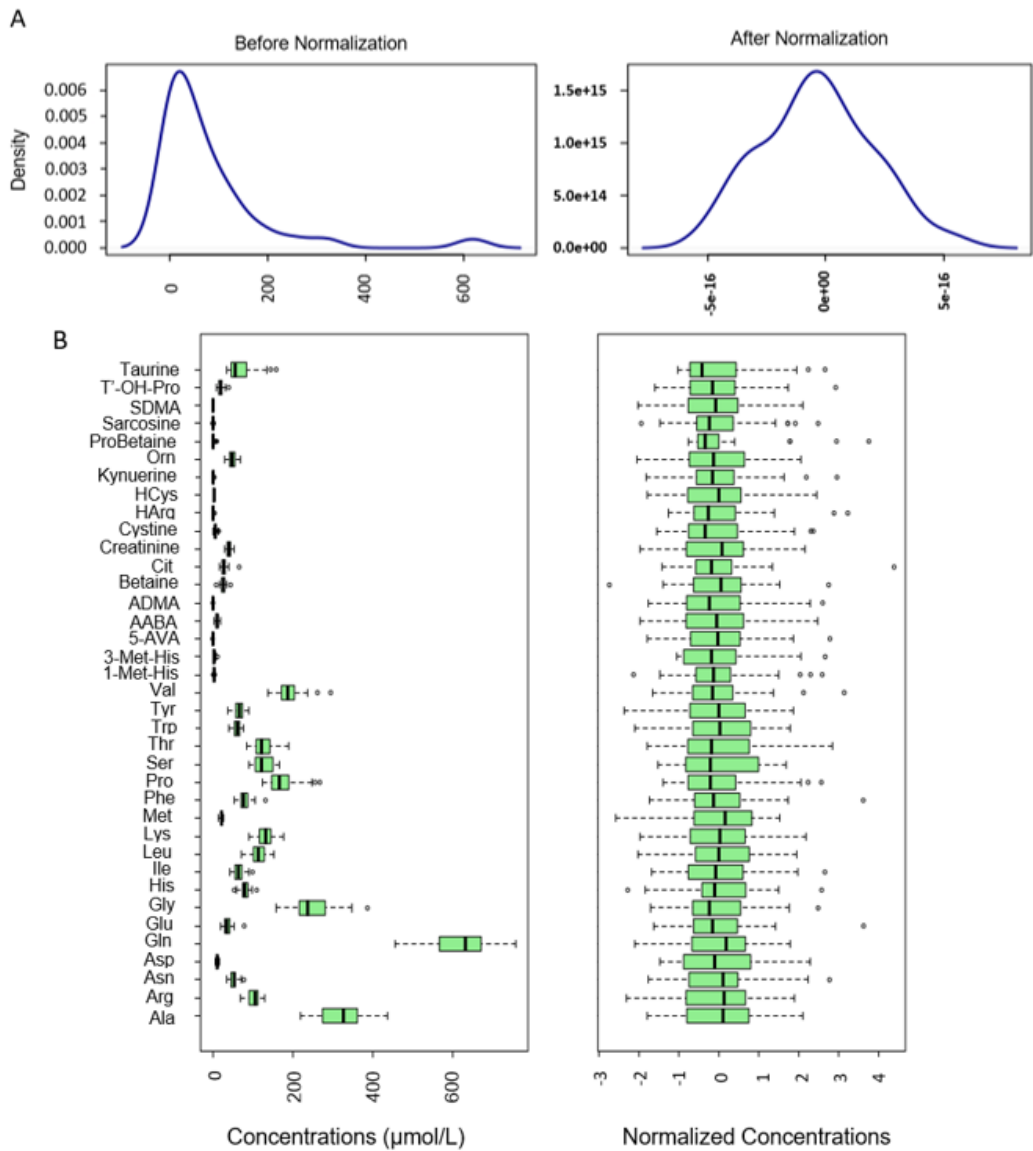 A
Before Normalization
After Normalization
Density
0.006
0.005
0.004
0.003
0.002
0.001
0.000
0
200
400
600
1.5e+15
1.0e+15
5.0e+14
0.0e+00
-5e-16
0e+00
5e-16
B
Taurine
T'-OH-Pro
SDMA
Sarcosine
ProBetaine
Orn
Kynuerine
HCys
HArg
Cystine
Creatinine
Cit
Betaine
ADMA
AABA
5-AVA
3-Met-His
1-Met-His
Val
Tyr
Trp
Thr
Ser
Pro
Phe
Met
Lys
Leu
Ile
His
Gly
Glu
Gln
Asp
Asn
Arg
Ala
0
200
400
600
-3
-2
-1
0
1
2
3
4
Concentrations (µmol/L)
Normalized Concentrations